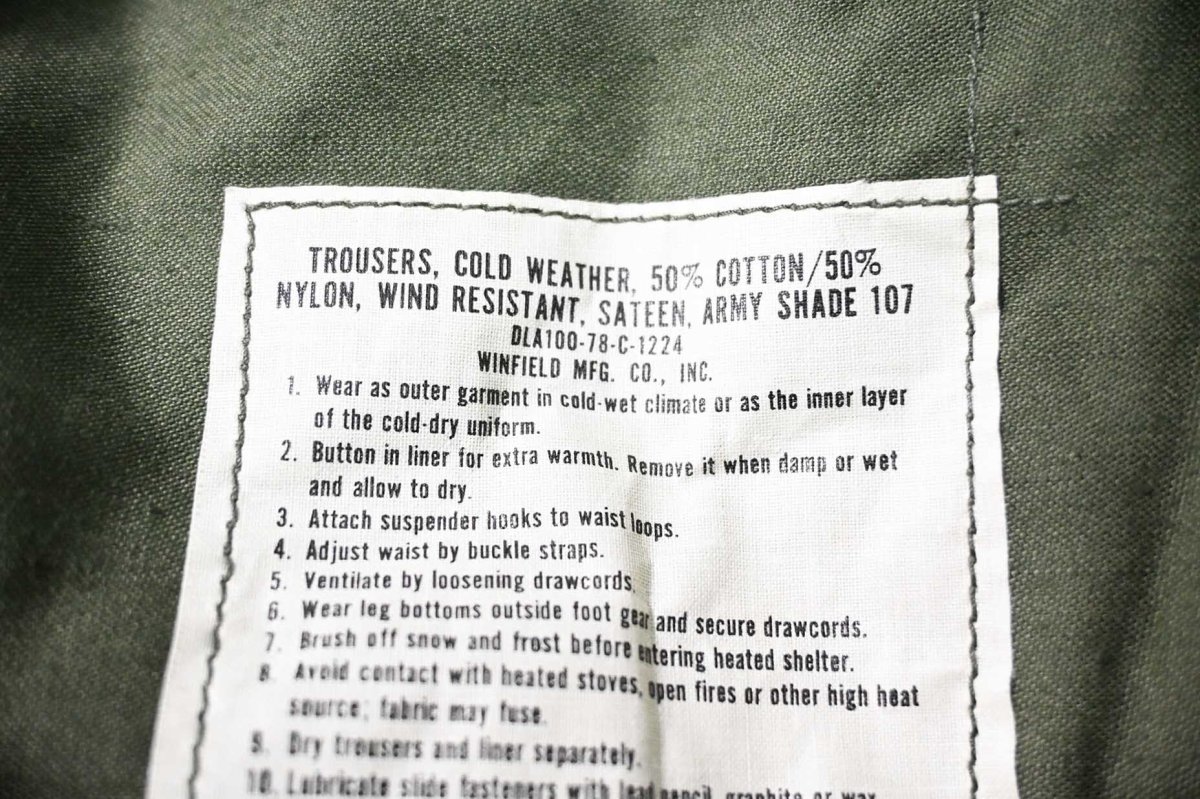 TROUSERS, COLD WEATHER, 50% COTTON/50%
NYLON, WIND RESISTANT, SATEEN, ARMY SHADE 107
DLA100-78-C-1224
WINFIELD MFG. CO., INC.
1. Wear as outer garment in cold-wet climate or as the inner layer
of the cold-dry uniform.
2. Button in liner for extra warmth. Remove it when damp or wet
and allow to dry.
3. Attach suspender hooks to waist loops.
4. Adjust waist by buckle straps.
5. Ventilate by loosening drawcords.
6. Wear leg bottoms outside foot gear and secure drawcords.
7. Brush off snow and frost before entering heated shelter.
8. Avoid contact with heated stoves, open fires or other high heat
source; fabric may fuse.
9. Dry trousers and liner separately.
10. Lubricate slide fasteners with lead pencil, graphite or wax.